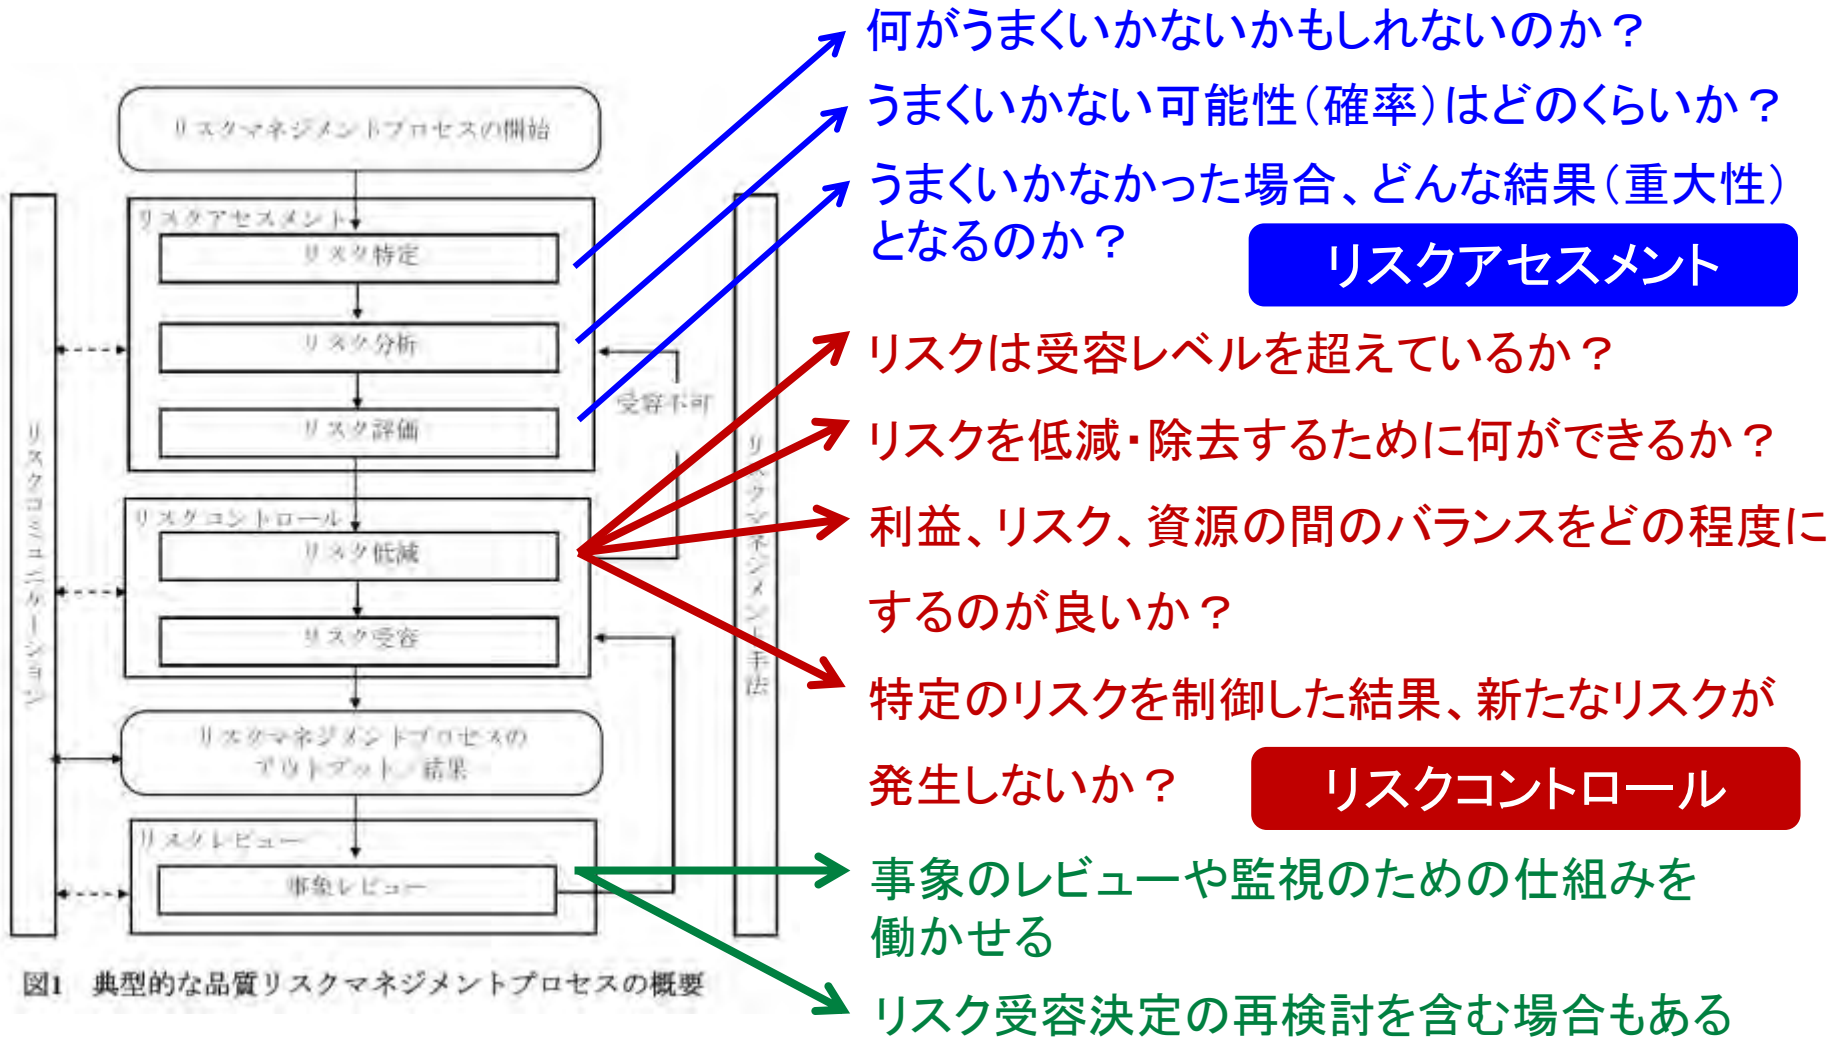 リスクマネジメントプロセスの開始
リスクアセスメント
リスク特定
リスク分析
リスク評価
受容不可
リスクコントロール
リスク低減
リスク受容
リスクマネジメントプロセスの
アウトプット／結果
リスクレビュー
事象レビュー
リスクコミュニケーション
リスクマネジメント手法
図1 典型的な品質リスクマネジメントプロセスの概要
何がうまくいかないかもしれないのか？
うまくいかない可能性（確率）はどのくらいか？
うまくいかなかった場合、どんな結果（重大性）
となるのか？
リスクアセスメント
リスクは受容レベルを超えているか？
リスクを低減・除去するために何ができるか？
利益、リスク、資源の間のバランスをどの程度に
するのが良いか？
特定のリスクを制御した結果、新たなリスクが
発生しないか？
リスクコントロール
事象のレビューや監視のための仕組みを
働かせる
リスク受容決定の再検討を含む場合もある